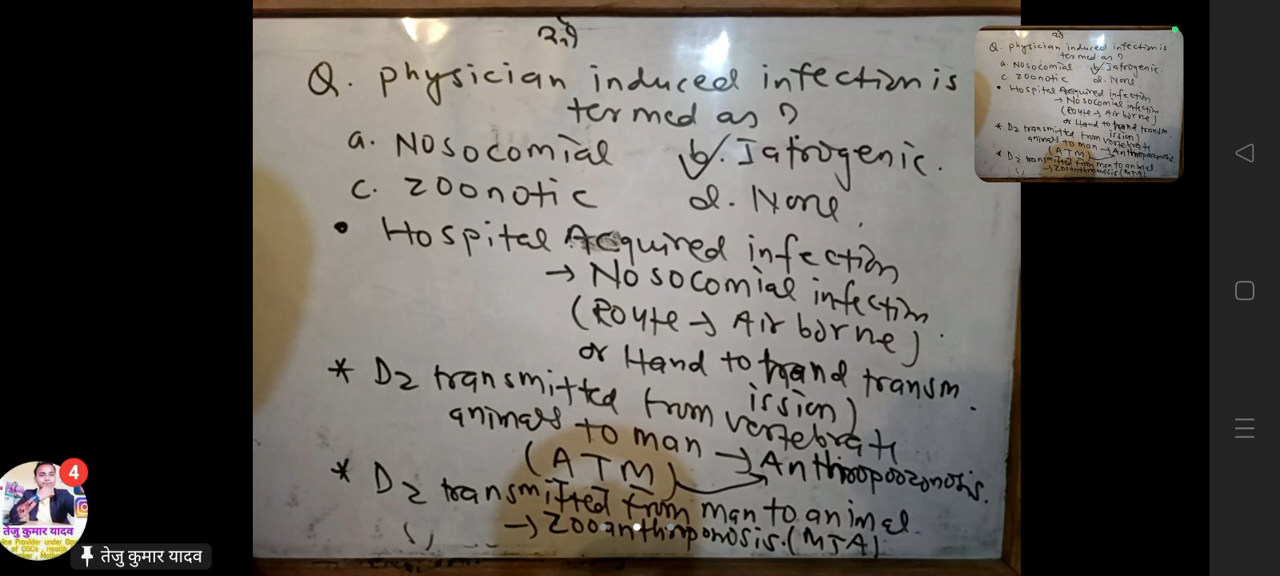 Q. physician induced infection is
termed as ?
a. Nosocomial b. Iatrogenic.
c. zoonotic d. None.
• Hospital Acquired infection
→ Nosocomial infection
(Route → Air borne)
or Hand to hand transm
ission)
* Dz transmitted from vertebrate
animals to man → Anthropozonosis.
(ATM)
* Dz transmitted from man to animal
→ Zooanthroponosis. (MTA)
4
तेजु कुमार यादव
तेजु कुमार यादव